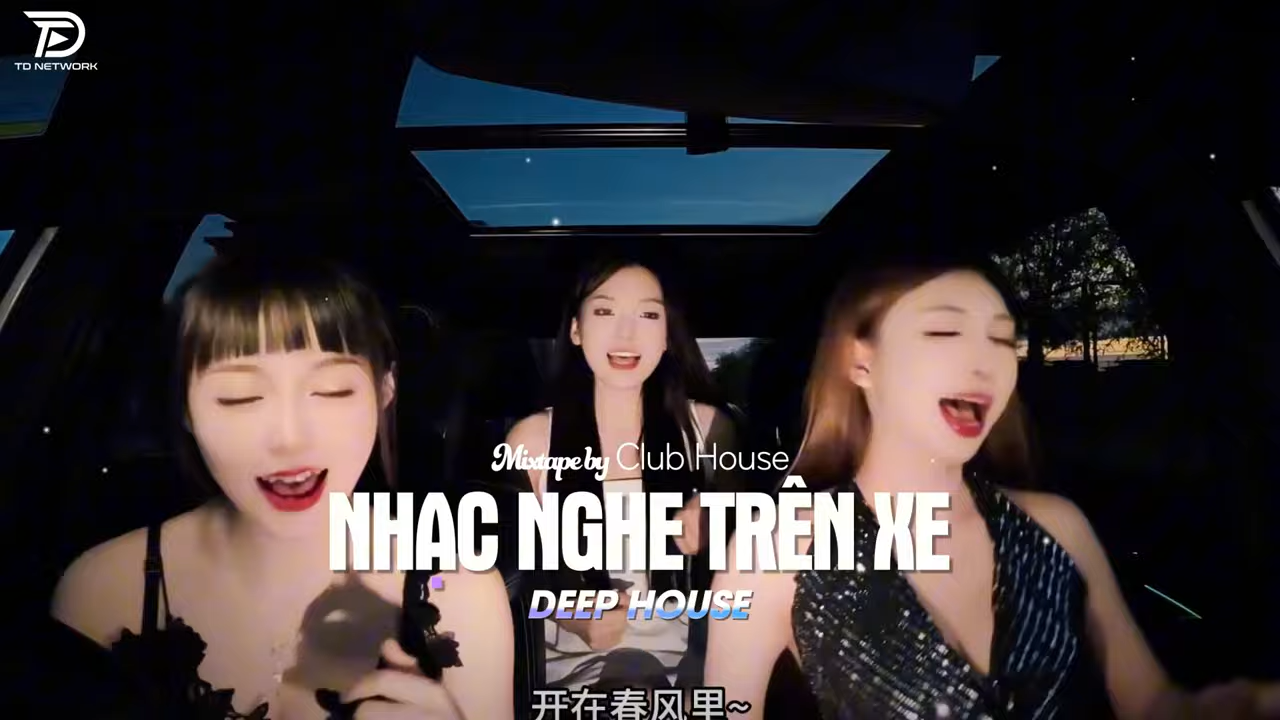 TD NETWORK
Mixtape by Club House
NHẠC NGHE TRÊN XE
DEEP HOUSE
开在春风里~